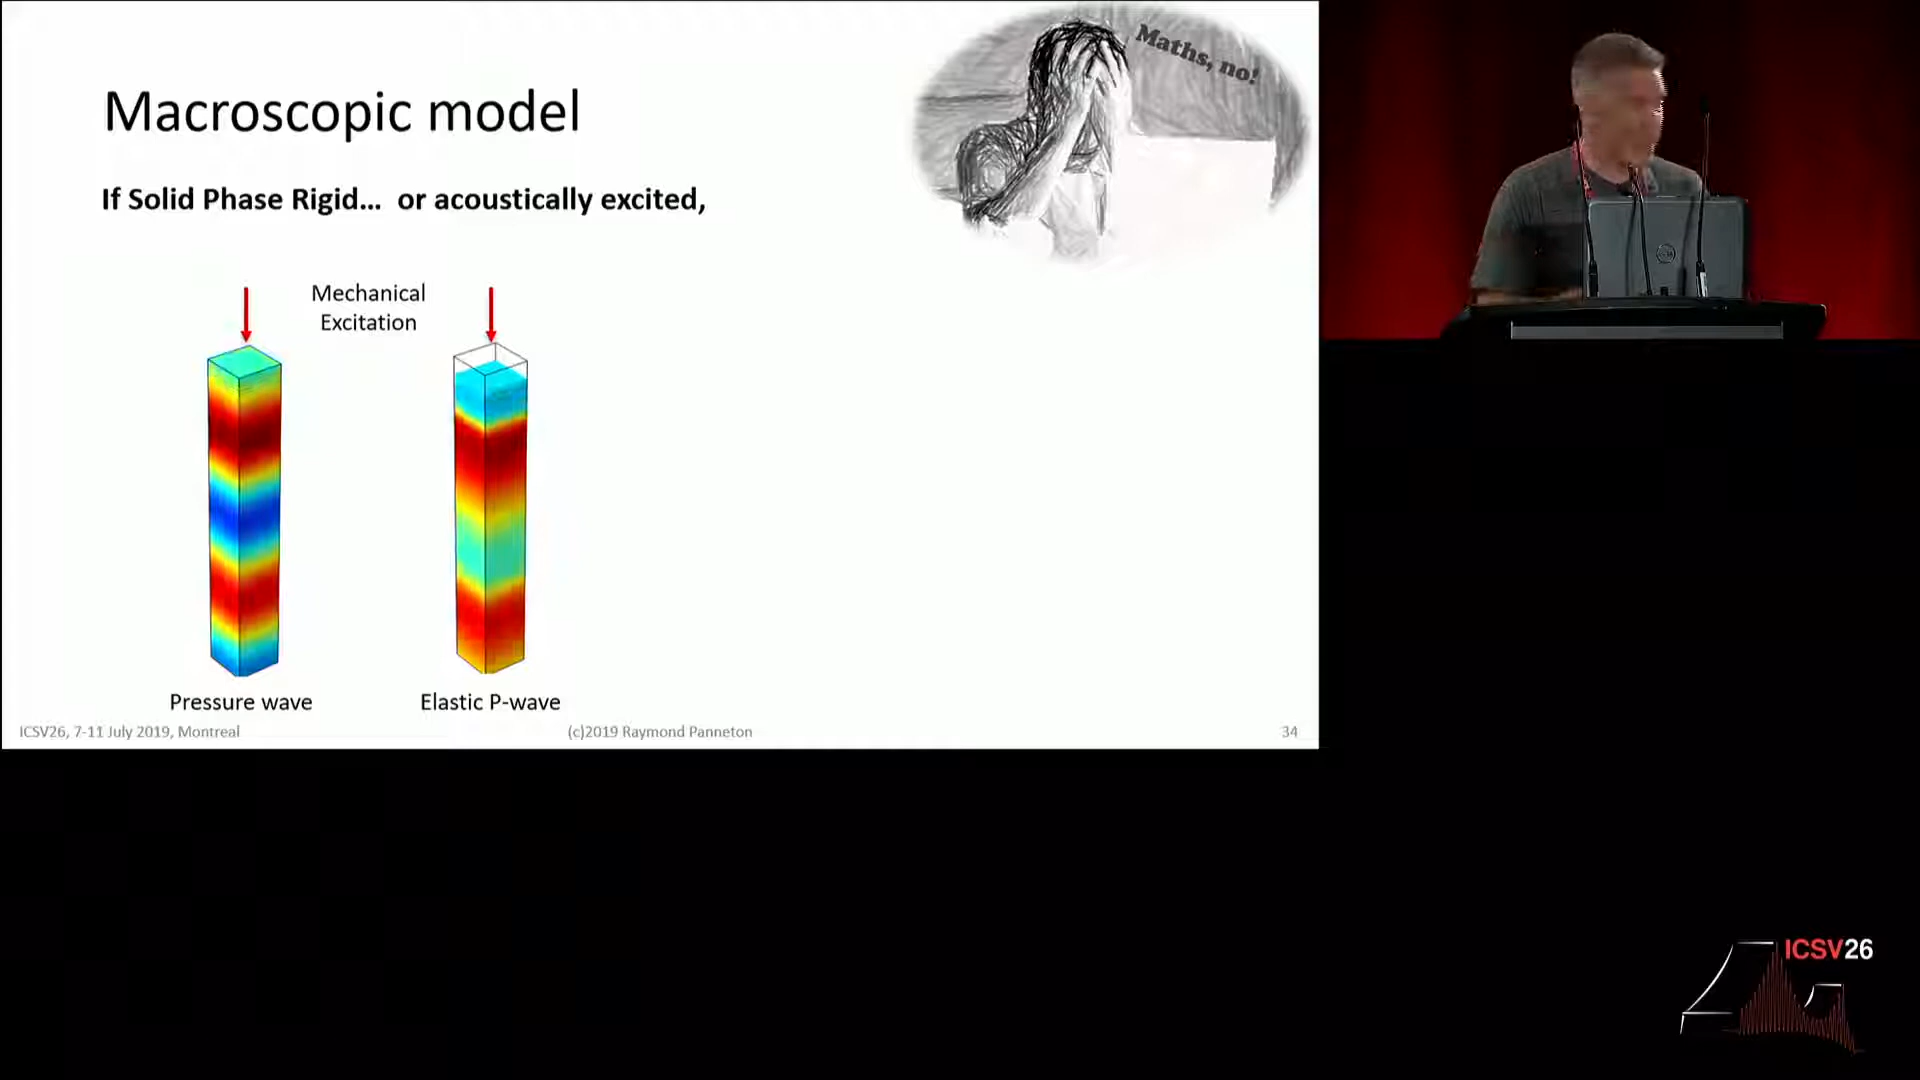 Maths, no!
Macroscopic model
If Solid Phase Rigid... or acoustically excited,
Mechanical
Excitation
Pressure wave
Elastic P-wave
ICSV26, 7-11 July 2019, Montreal
(c)2019 Raymond Panneton
34
ICSV26